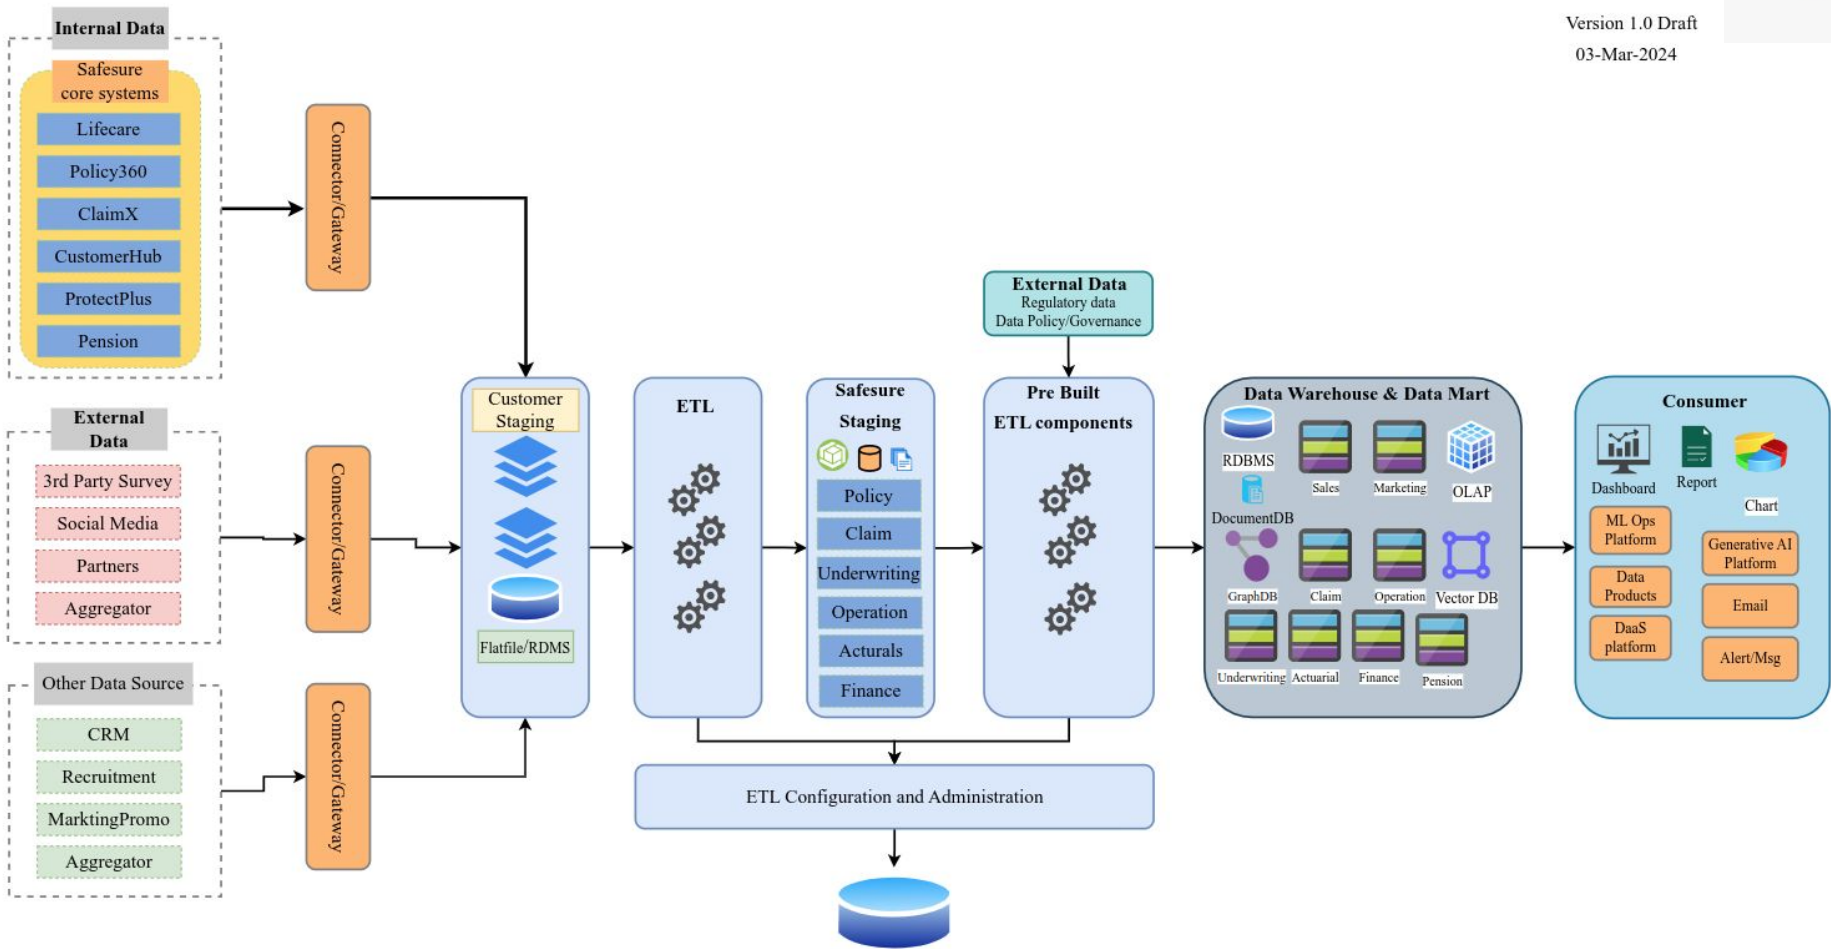 Version 1.0 Draft
03-Mar-2024
Internal Data
Safesure
core systems
Lifecare
Policy360
ClaimX
CustomerHub
ProtectPlus
Pension
Connector/Gateway
External
Data
3rd Party Survey
Social Media
Partners
Aggregator
Connector/Gateway
Other Data Source
CRM
Recruitment
MarktingPromo
Aggregator
Connector/Gateway
Customer
Staging
Flatfile/RDMS
ETL
Safesure
Staging
Policy
Claim
Underwriting
Operation
Acturals
Finance
External Data
Regulatory data
Data Policy/Governance
Pre Built
ETL components
ETL Configuration and Administration
Data Warehouse & Data Mart
RDBMS
Sales
Marketing
OLAP
DocumentDB
GraphDB
Claim
Operation
Vector DB
Underwriting
Actuarial
Finance
Pension
Consumer
Dashboard
Report
Chart
ML Ops
Platform
Generative AI
Platform
Data
Products
Email
DaaS
platform
Alert/Msg